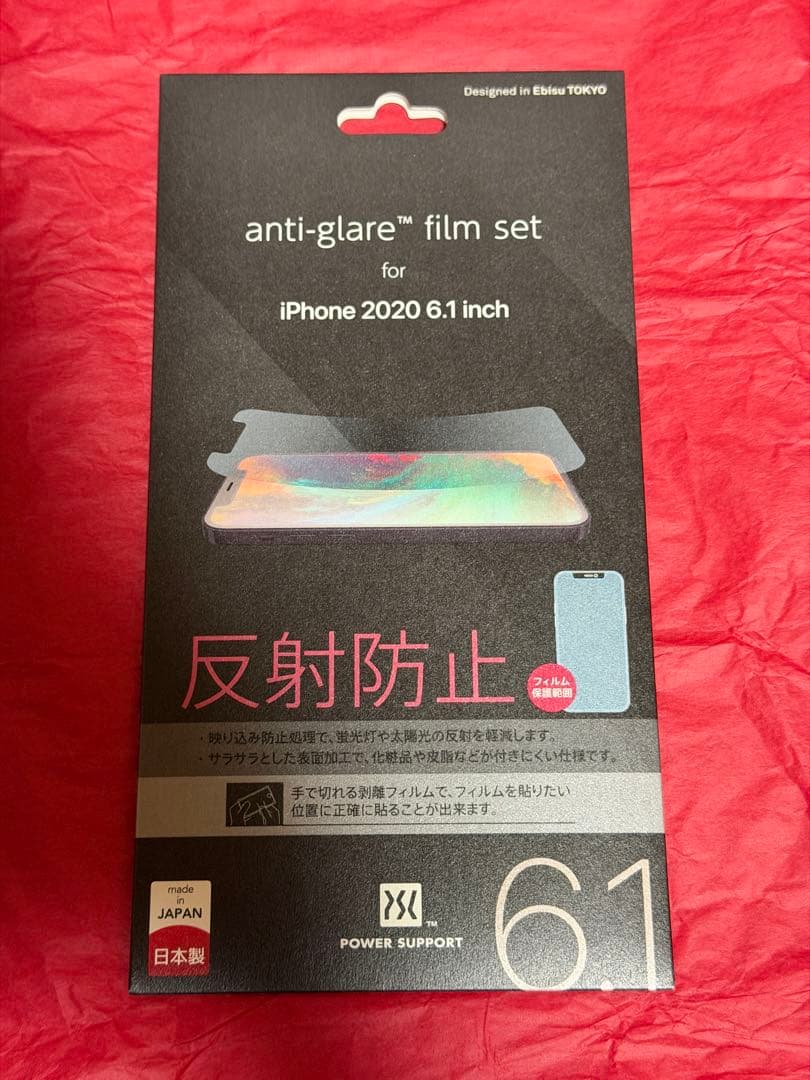 Designed in Ebisu TOKYO
anti-glare™ film set
for
iPhone 2020 6.1 inch
反射防止
フィルム
保護範囲
・映り込み防止処理で、蛍光灯や太陽光の反射を軽減します。
・サラサラとした表面加工で、化粧品や皮脂などが付きにくい仕様です。
手で切れる剥離フィルムで、フィルムを貼りたい
位置に正確に貼ることが出来ます。
made
in
JAPAN
日本製
TM
POWER SUPPORT
6.1